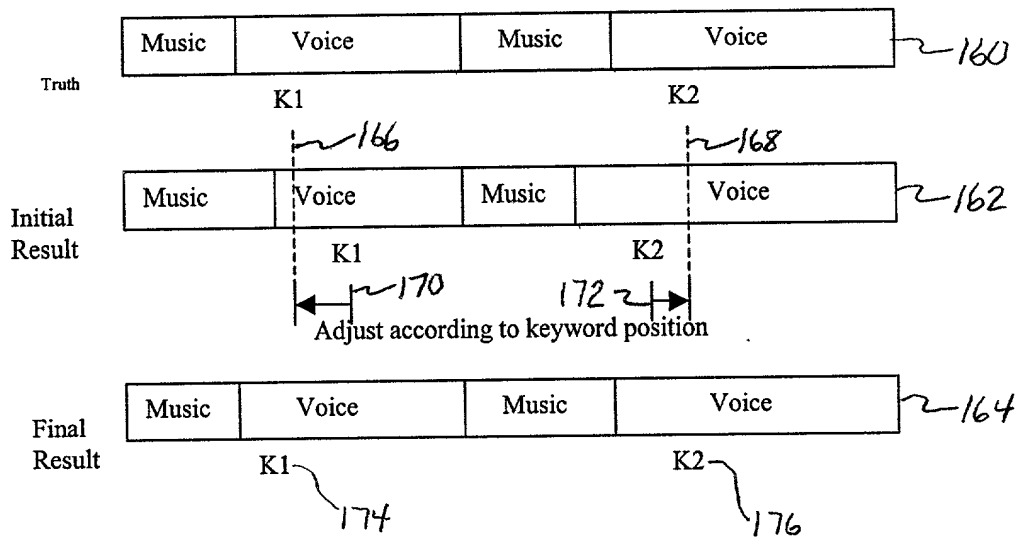 Music Voice Music Voice 160
Truth
K1 K2
166 168
Music Voice Music Voice 162
Initial
Result
K1 K2
170 172
Adjust according to keyword position
Music Voice Music Voice 164
Final
Result
K1 K2
174 176